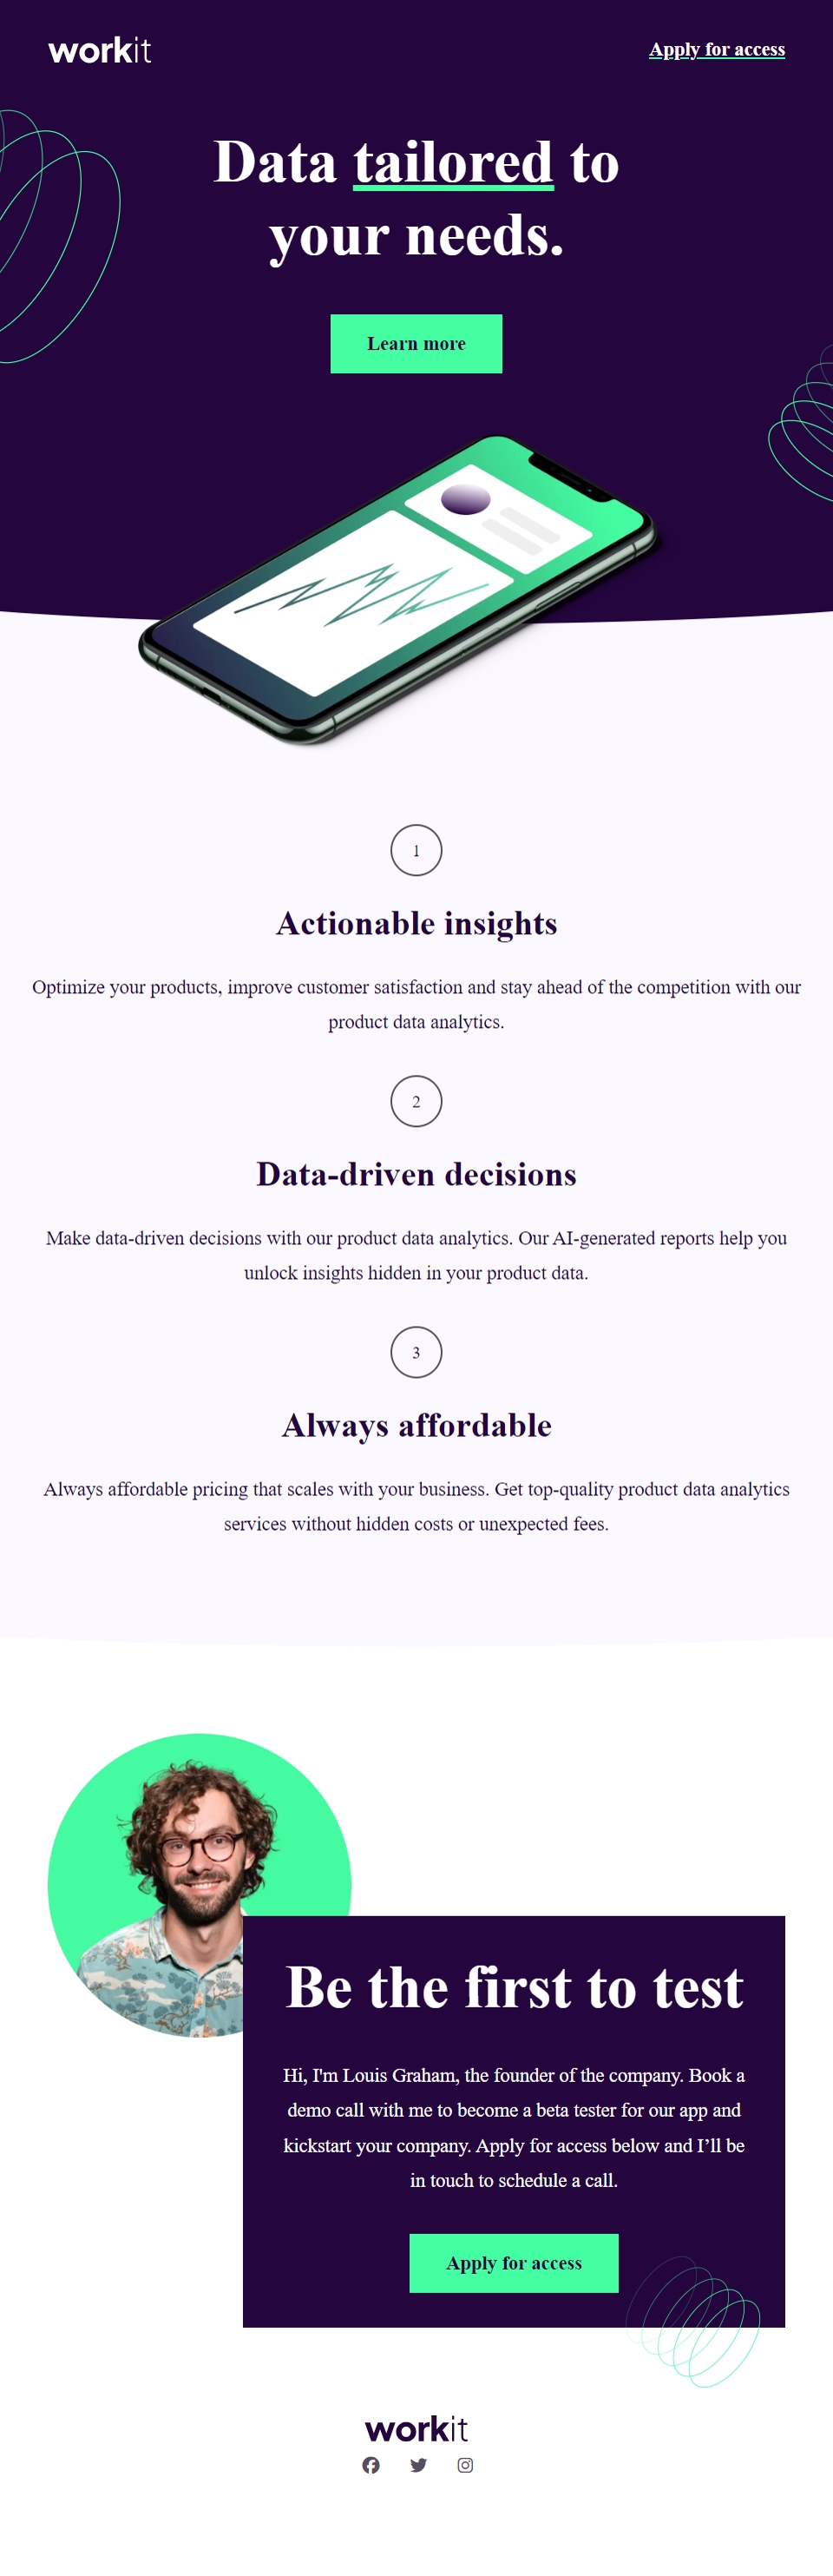 workit
Apply for access
Data tailored to
your needs.
Learn more
1
Actionable insights
Optimize your products, improve customer satisfaction and stay ahead of the competition with our
product data analytics.
2
Data-driven decisions
Make data-driven decisions with our product data analytics. Our AI-generated reports help you
unlock insights hidden in your product data.
3
Always affordable
Always affordable pricing that scales with your business. Get top-quality product data analytics
services without hidden costs or unexpected fees.
Be the first to test
Hi, I'm Louis Graham, the founder of the company. Book a
demo call with me to become a beta tester for our app and
kickstart your company. Apply for access below and I’ll be
in touch to schedule a call.
Apply for access
workit